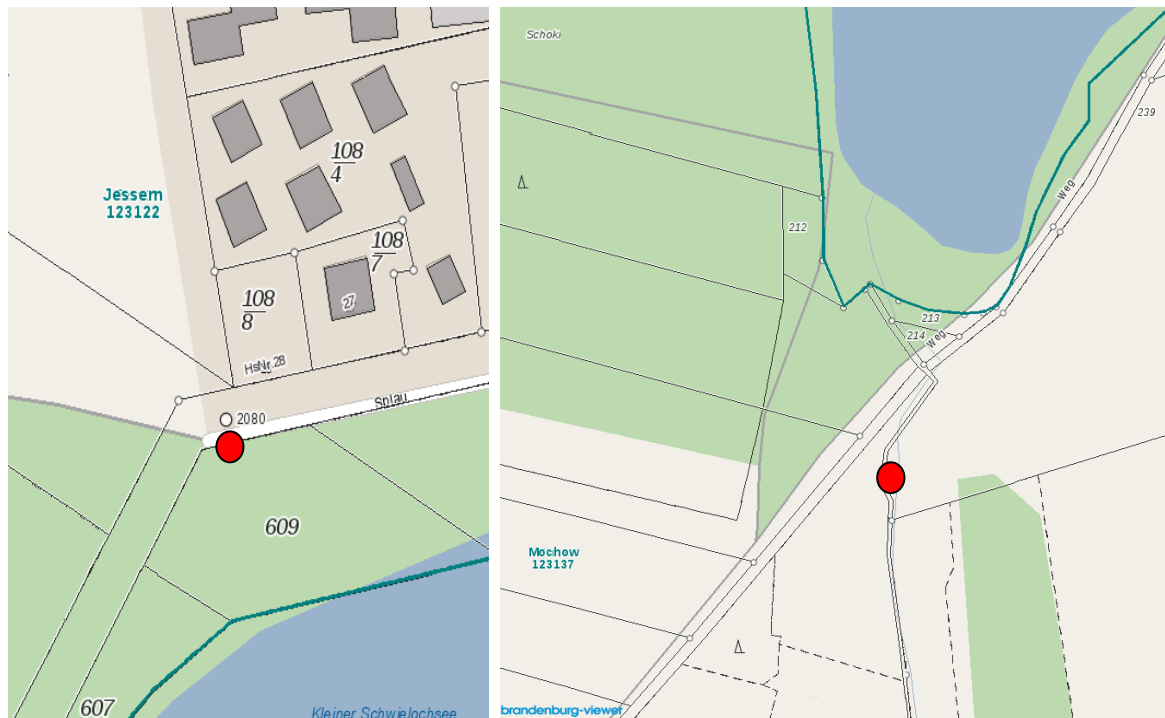 108
4
Jessern
123122
108
7
108
8
27
HsNr.28
Splau
2080
609
607
Kleiner Schwielochsee
Schoki
239
Weg
212
213
214
Weg
Mochow
123137
brandenburg-viewer